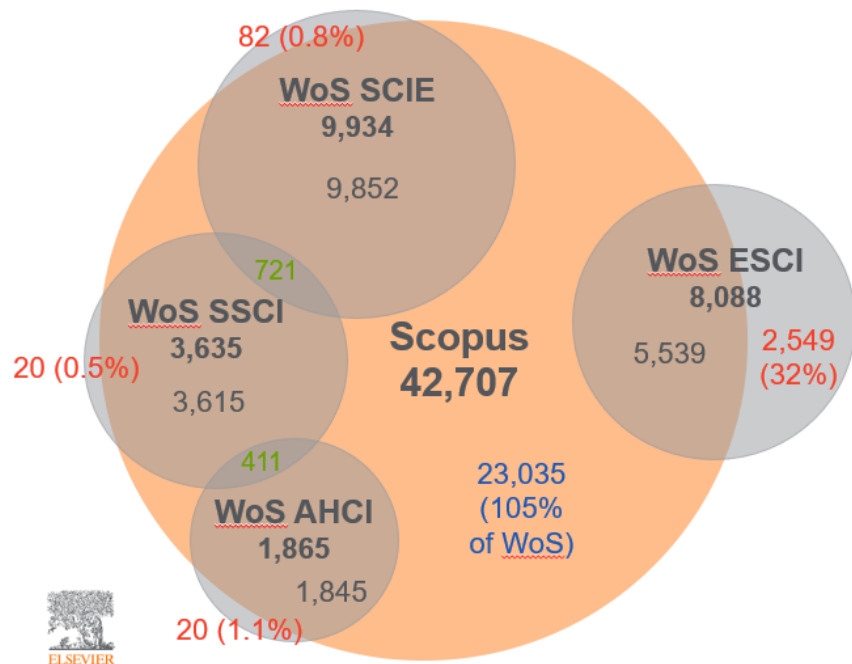 82 (0.8%)
WoS SCIE
9,934
9,852
721
WoS SSCI
3,635
20 (0.5%)
3,615
Scopus
42,707
WoS ESCI
8,088
5,539
2,549
(32%)
411
WoS AHCI
1,865
1,845
20 (1.1%)
23,035
(105%
of WoS)
ELSEVIER